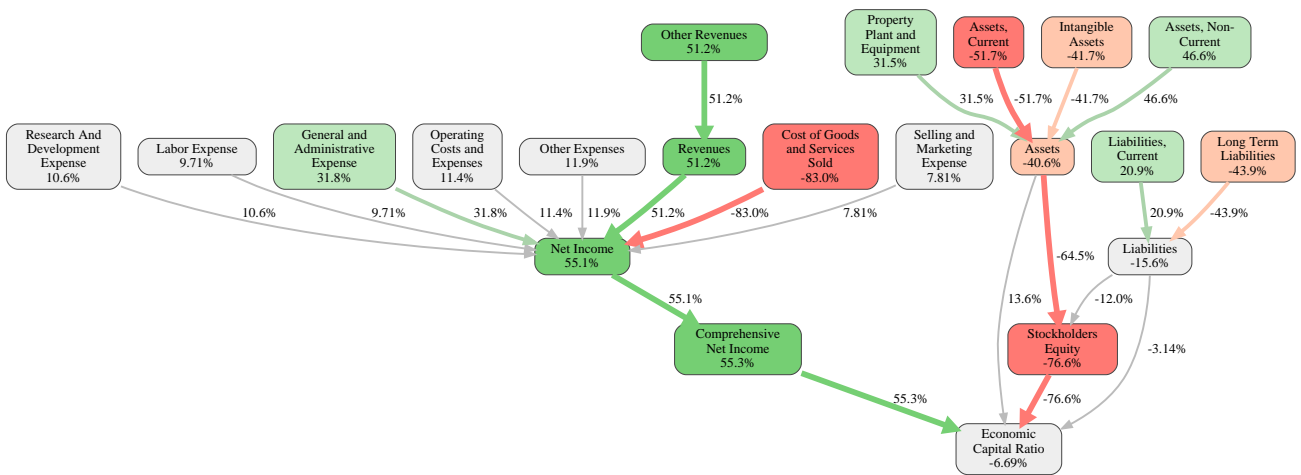 Other Revenues
51.2%
Property
Plant and
Equipment
31.5%
Assets,
Current
-51.7%
Intangible
Assets
-41.7%
Assets, Non-
Current
46.6%
51.2%
31.5%
-51.7%
-41.7%
46.6%
Research And
Development
Expense
10.6%
Labor Expense
9.71%
General and
Administrative
Expense
31.8%
Operating
Costs and
Expenses
11.4%
Other Expenses
11.9%
Revenues
51.2%
Cost of Goods
and Services
Sold
-83.0%
Selling and
Marketing
Expense
7.81%
Assets
-40.6%
Liabilities,
Current
20.9%
Long Term
Liabilities
-43.9%
10.6%
9.71%
31.8%
11.4%
11.9%
51.2%
-83.0%
7.81%
20.9%
-43.9%
Net Income
55.1%
Liabilities
-15.6%
-64.5%
55.1%
13.6%
-12.0%
Comprehensive
Net Income
55.3%
Stockholders
Equity
-76.6%
-3.14%
55.3%
-76.6%
Economic
Capital Ratio
-6.69%